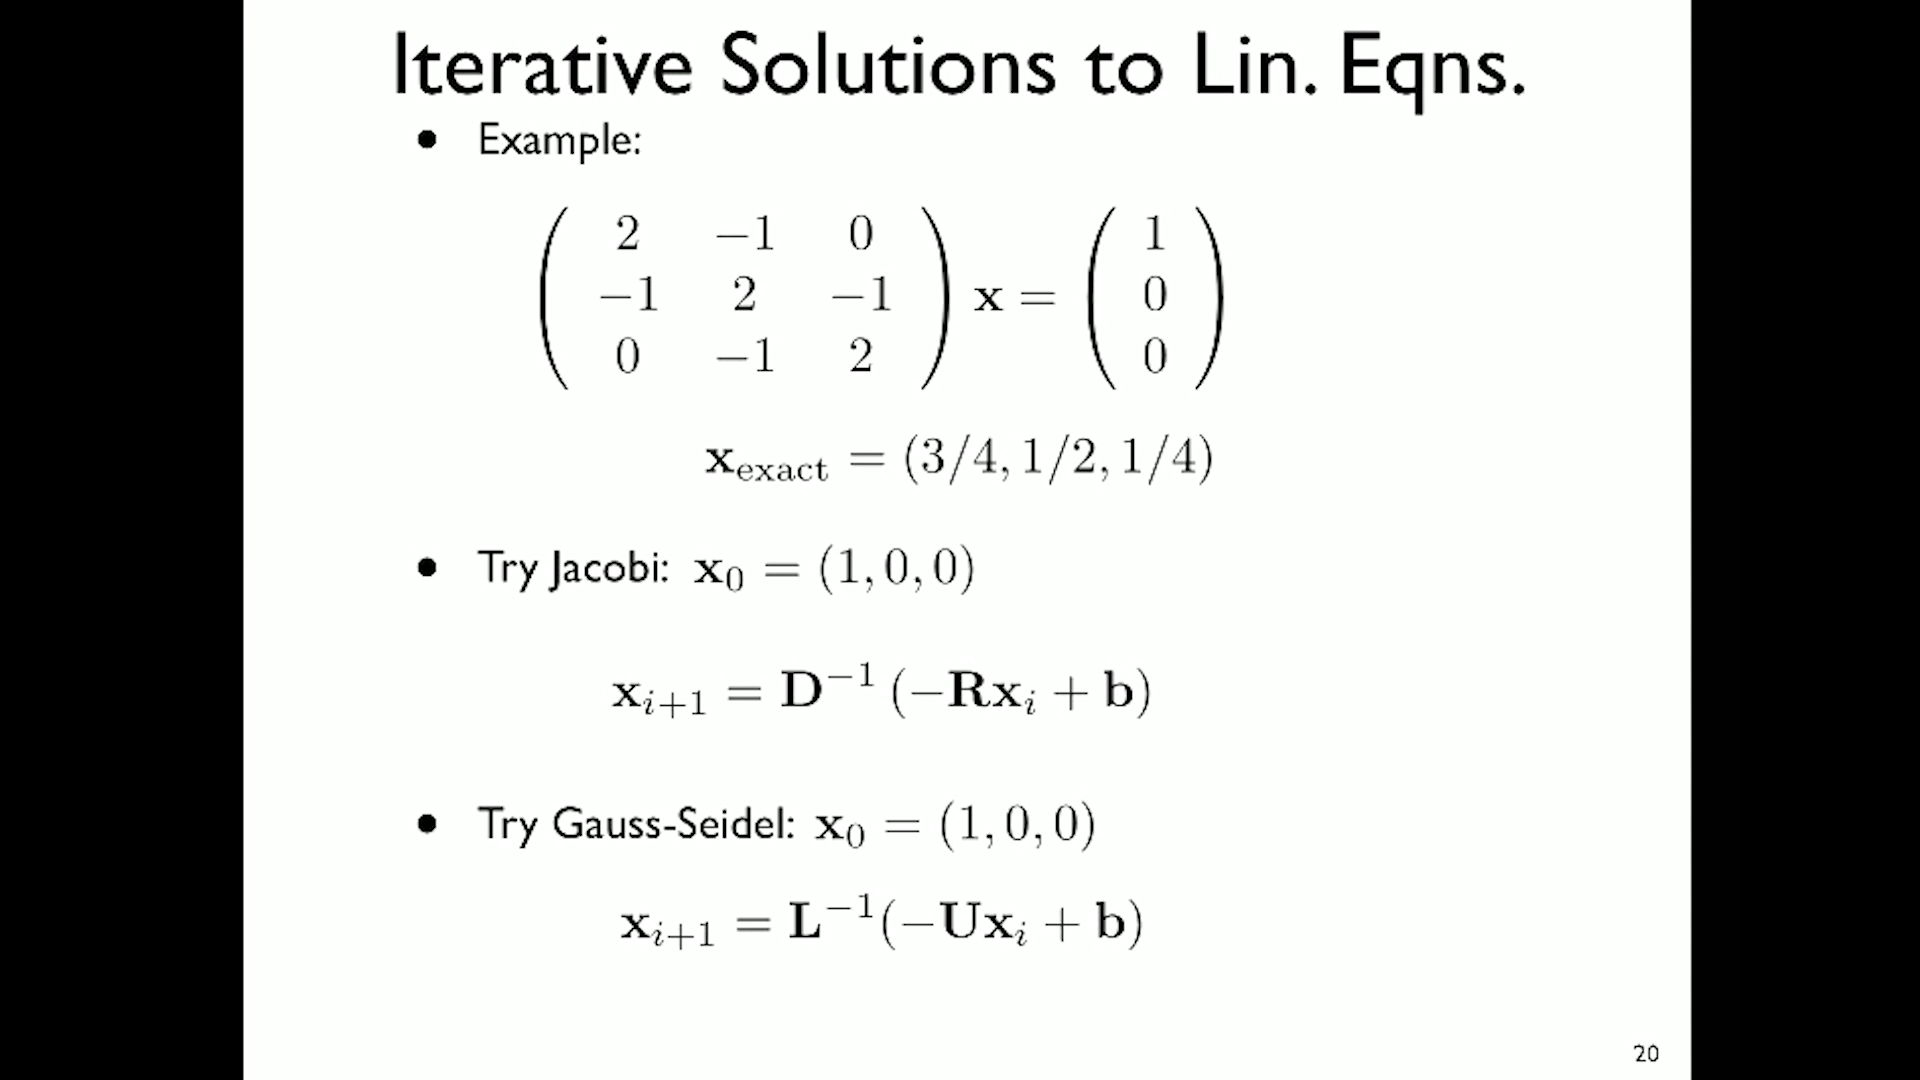 Iterative Solutions to Lin. Eqns.
• Example:
( 2 −1 0 ) ( 1 )
( −1 2 −1 ) x = ( 0 )
( 0 −1 2 ) ( 0 )
x_exact = (3/4, 1/2, 1/4)
• Try Jacobi: x₀ = (1, 0, 0)
x_{i+1} = D⁻¹ (−Rx_i + b)
• Try Gauss-Seidel: x₀ = (1, 0, 0)
x_{i+1} = L⁻¹(−Ux_i + b)
20